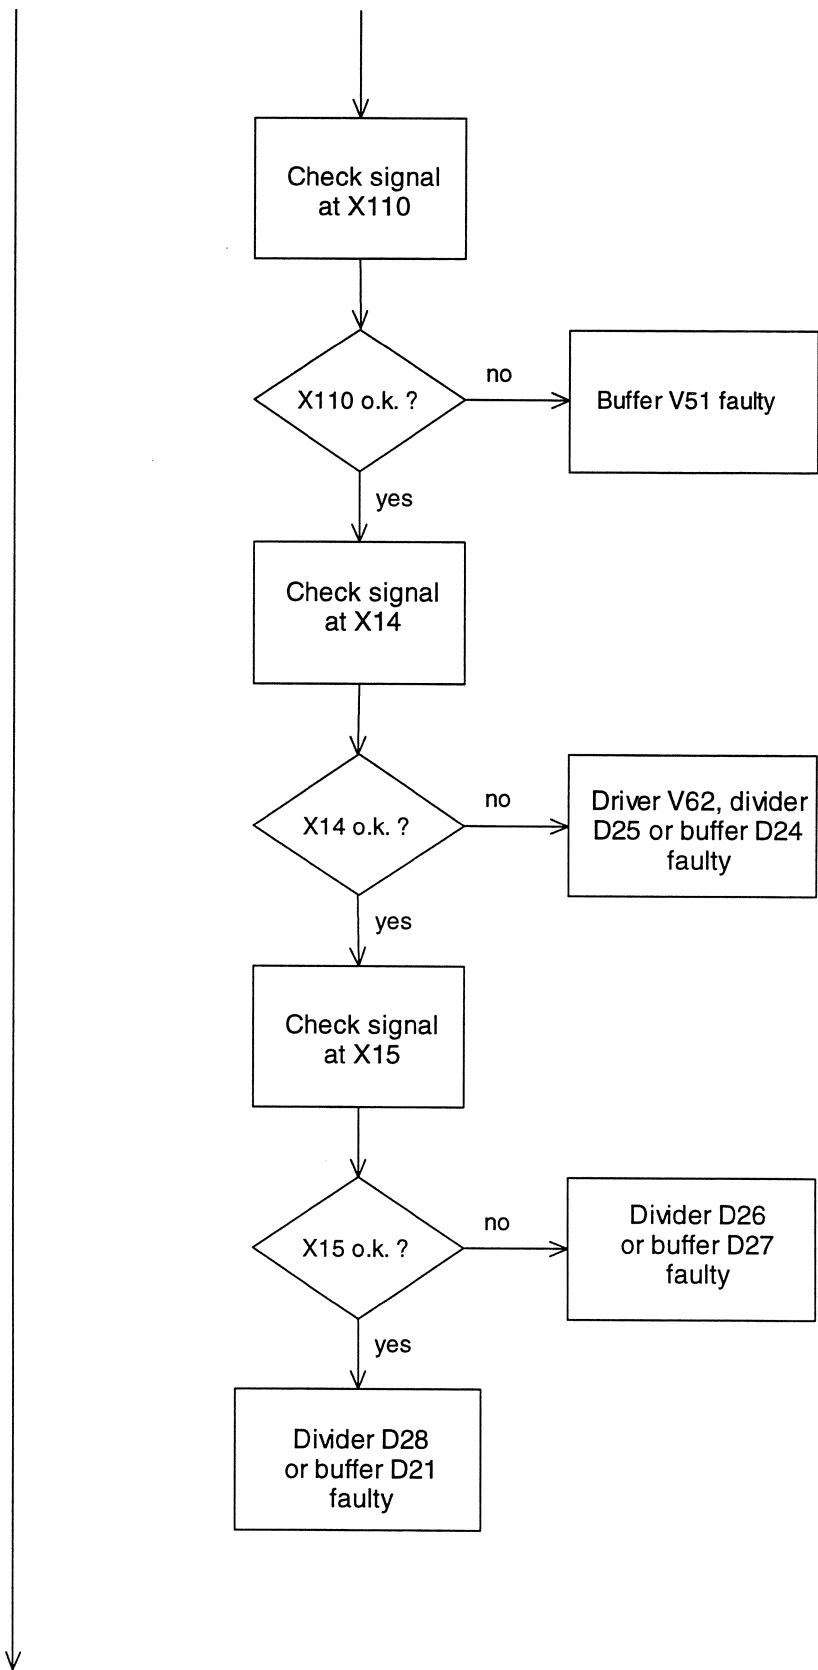 Check signal
at X110
X110 o.k. ?
no
Buffer V51 faulty
yes
Check signal
at X14
X14 o.k. ?
no
Driver V62, divider
D25 or buffer D24
faulty
yes
Check signal
at X15
X15 o.k. ?
no
Divider D26
or buffer D27
faulty
yes
Divider D28
or buffer D21
faulty